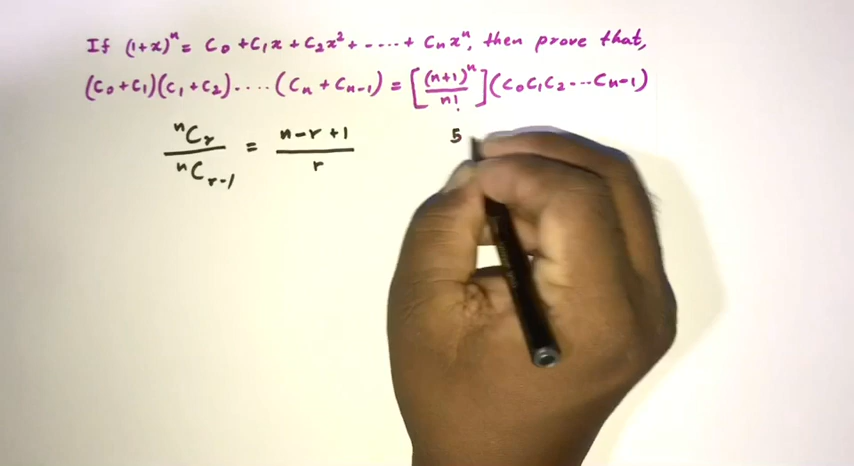 If (1+x)^n = C₀ + C₁x + C₂x² + ---- + Cₙxⁿ, then prove that,
(C₀+C₁)(C₁+C₂)....(Cₙ + Cₙ₋₁) = [(n+1)^n / n!](C₀C₁C₂---Cₙ₋₁)
ⁿCᵣ / ⁿCᵣ₋₁ = n-r+1 / r 5